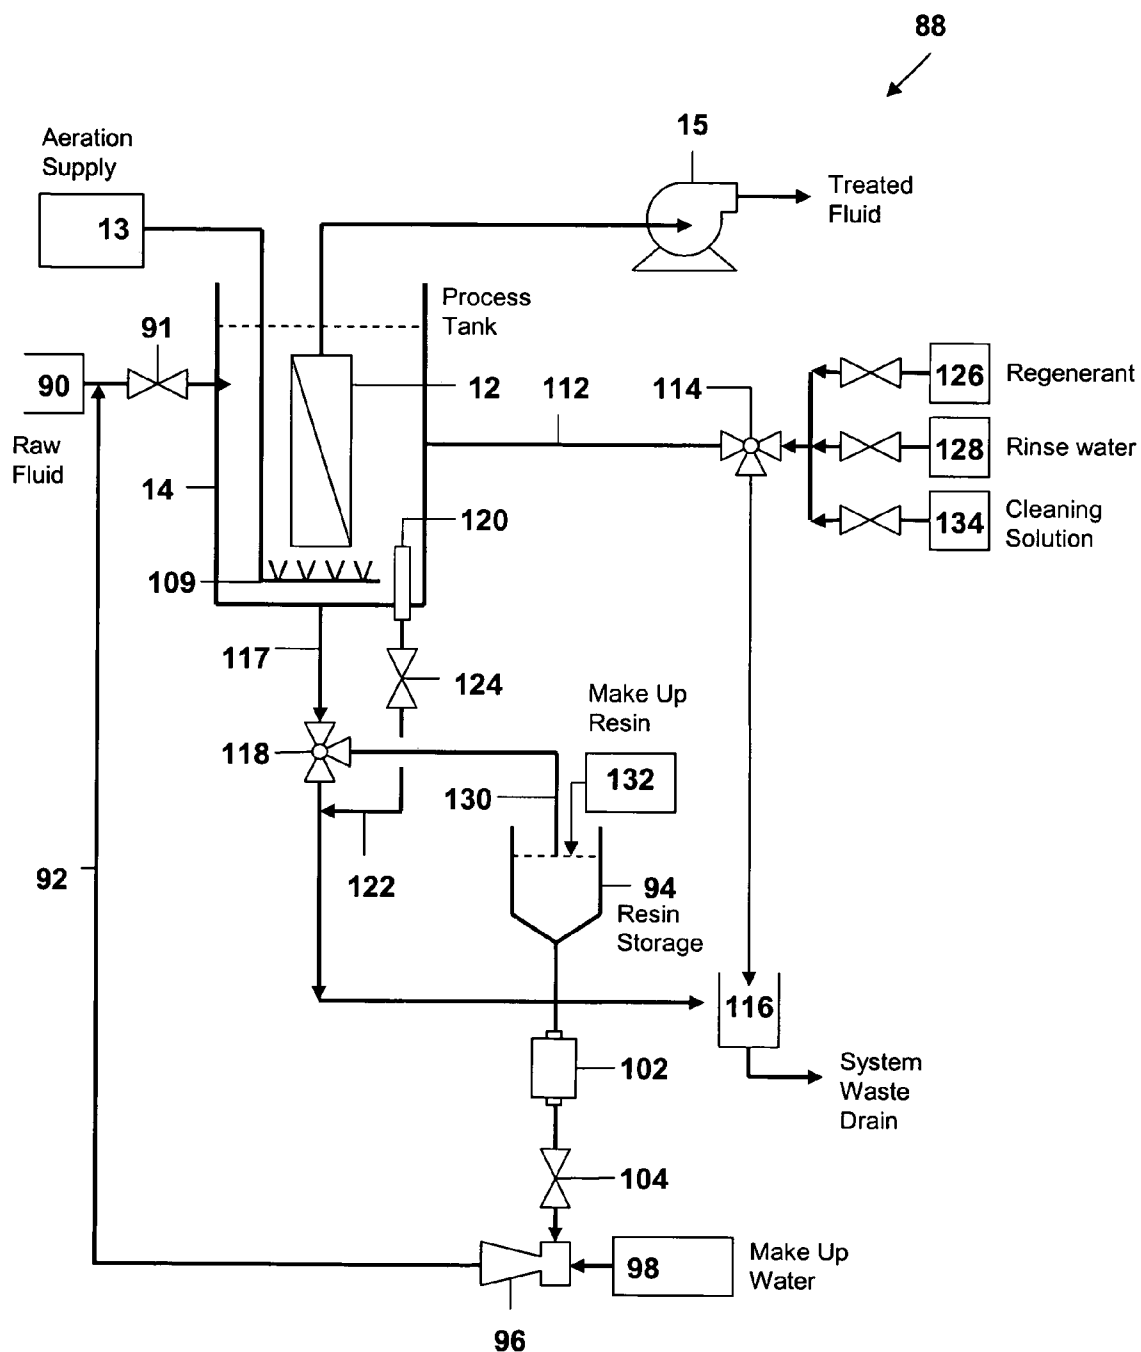 88
15
Aeration
Supply
13
Treated
Fluid
Process
Tank
91
90
12
112
114
126
Regenerant
Raw
Fluid
128
Rinse water
14
120
134
Cleaning
Solution
109
117
124
Make Up
Resin
118
130
132
92
122
94
Resin
Storage
116
102
System
Waste
Drain
104
98
Make Up
Water
96